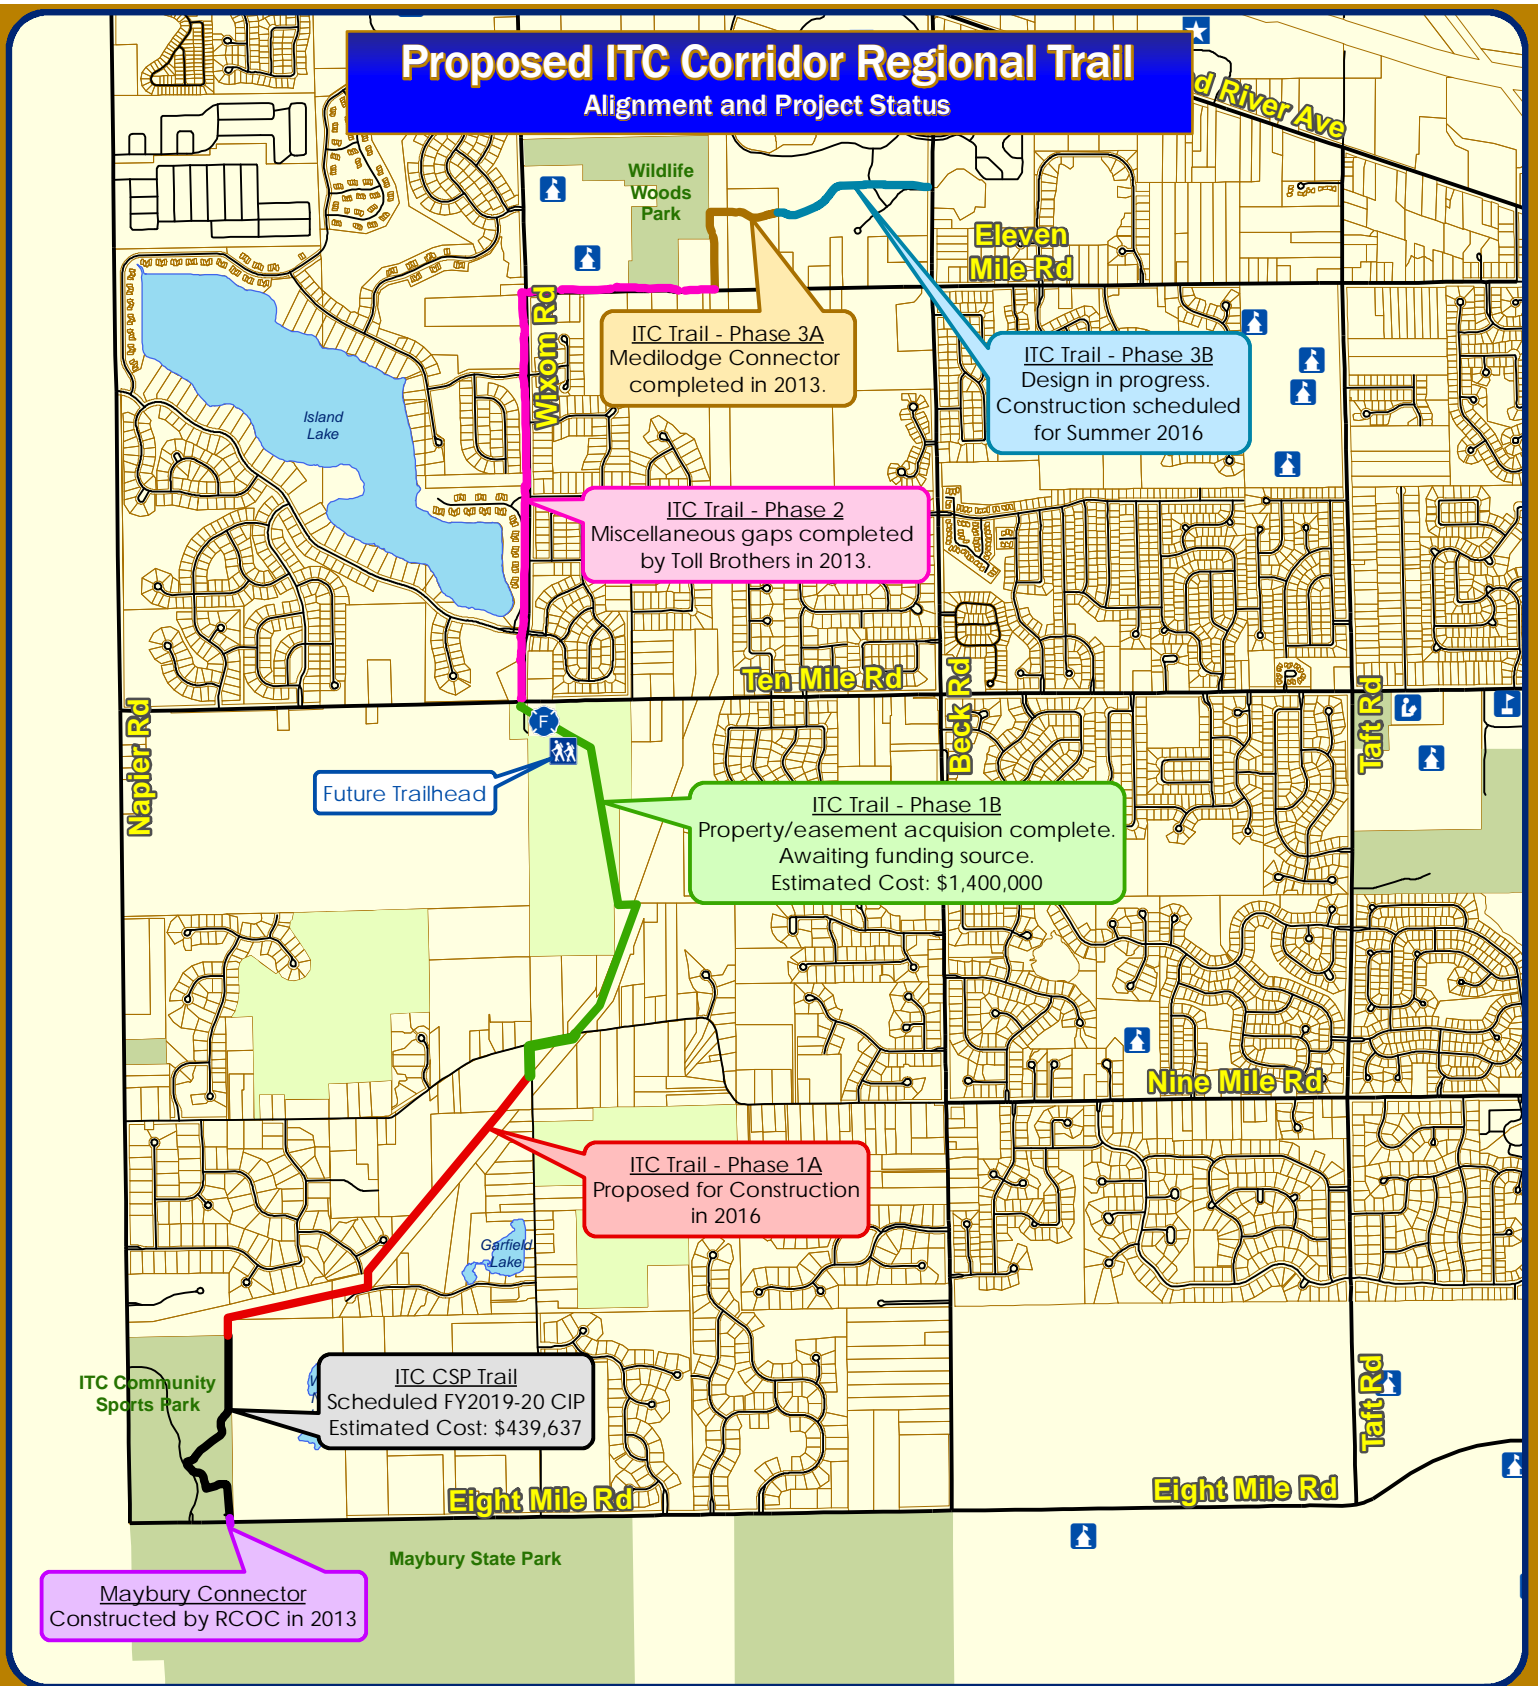 Proposed ITC Corridor Regional Trail
Alignment and Project Status
d River Ave
Wildlife
Woods
Park
Eleven
Mile Rd
Wixom Rd
ITC Trail - Phase 3A
Medilodge Connector
completed in 2013.
ITC Trail - Phase 3B
Design in progress.
Construction scheduled
for Summer 2016
Island
Lake
ITC Trail - Phase 2
Miscellaneous gaps completed
by Toll Brothers in 2013.
Ten Mile Rd
Beck Rd
Taft Rd
Napier Rd
F
Future Trailhead
ITC Trail - Phase 1B
Property/easement acquision complete.
Awaiting funding source.
Estimated Cost: $1,400,000
Nine Mile Rd
ITC Trail - Phase 1A
Proposed for Construction
in 2016
Garfield
Lake
ITC Community
Sports Park
ITC CSP Trail
Scheduled FY2019-20 CIP
Estimated Cost: $439,637
Taft Rd
Eight Mile Rd
Eight Mile Rd
Maybury State Park
Maybury Connector
Constructed by RCOC in 2013